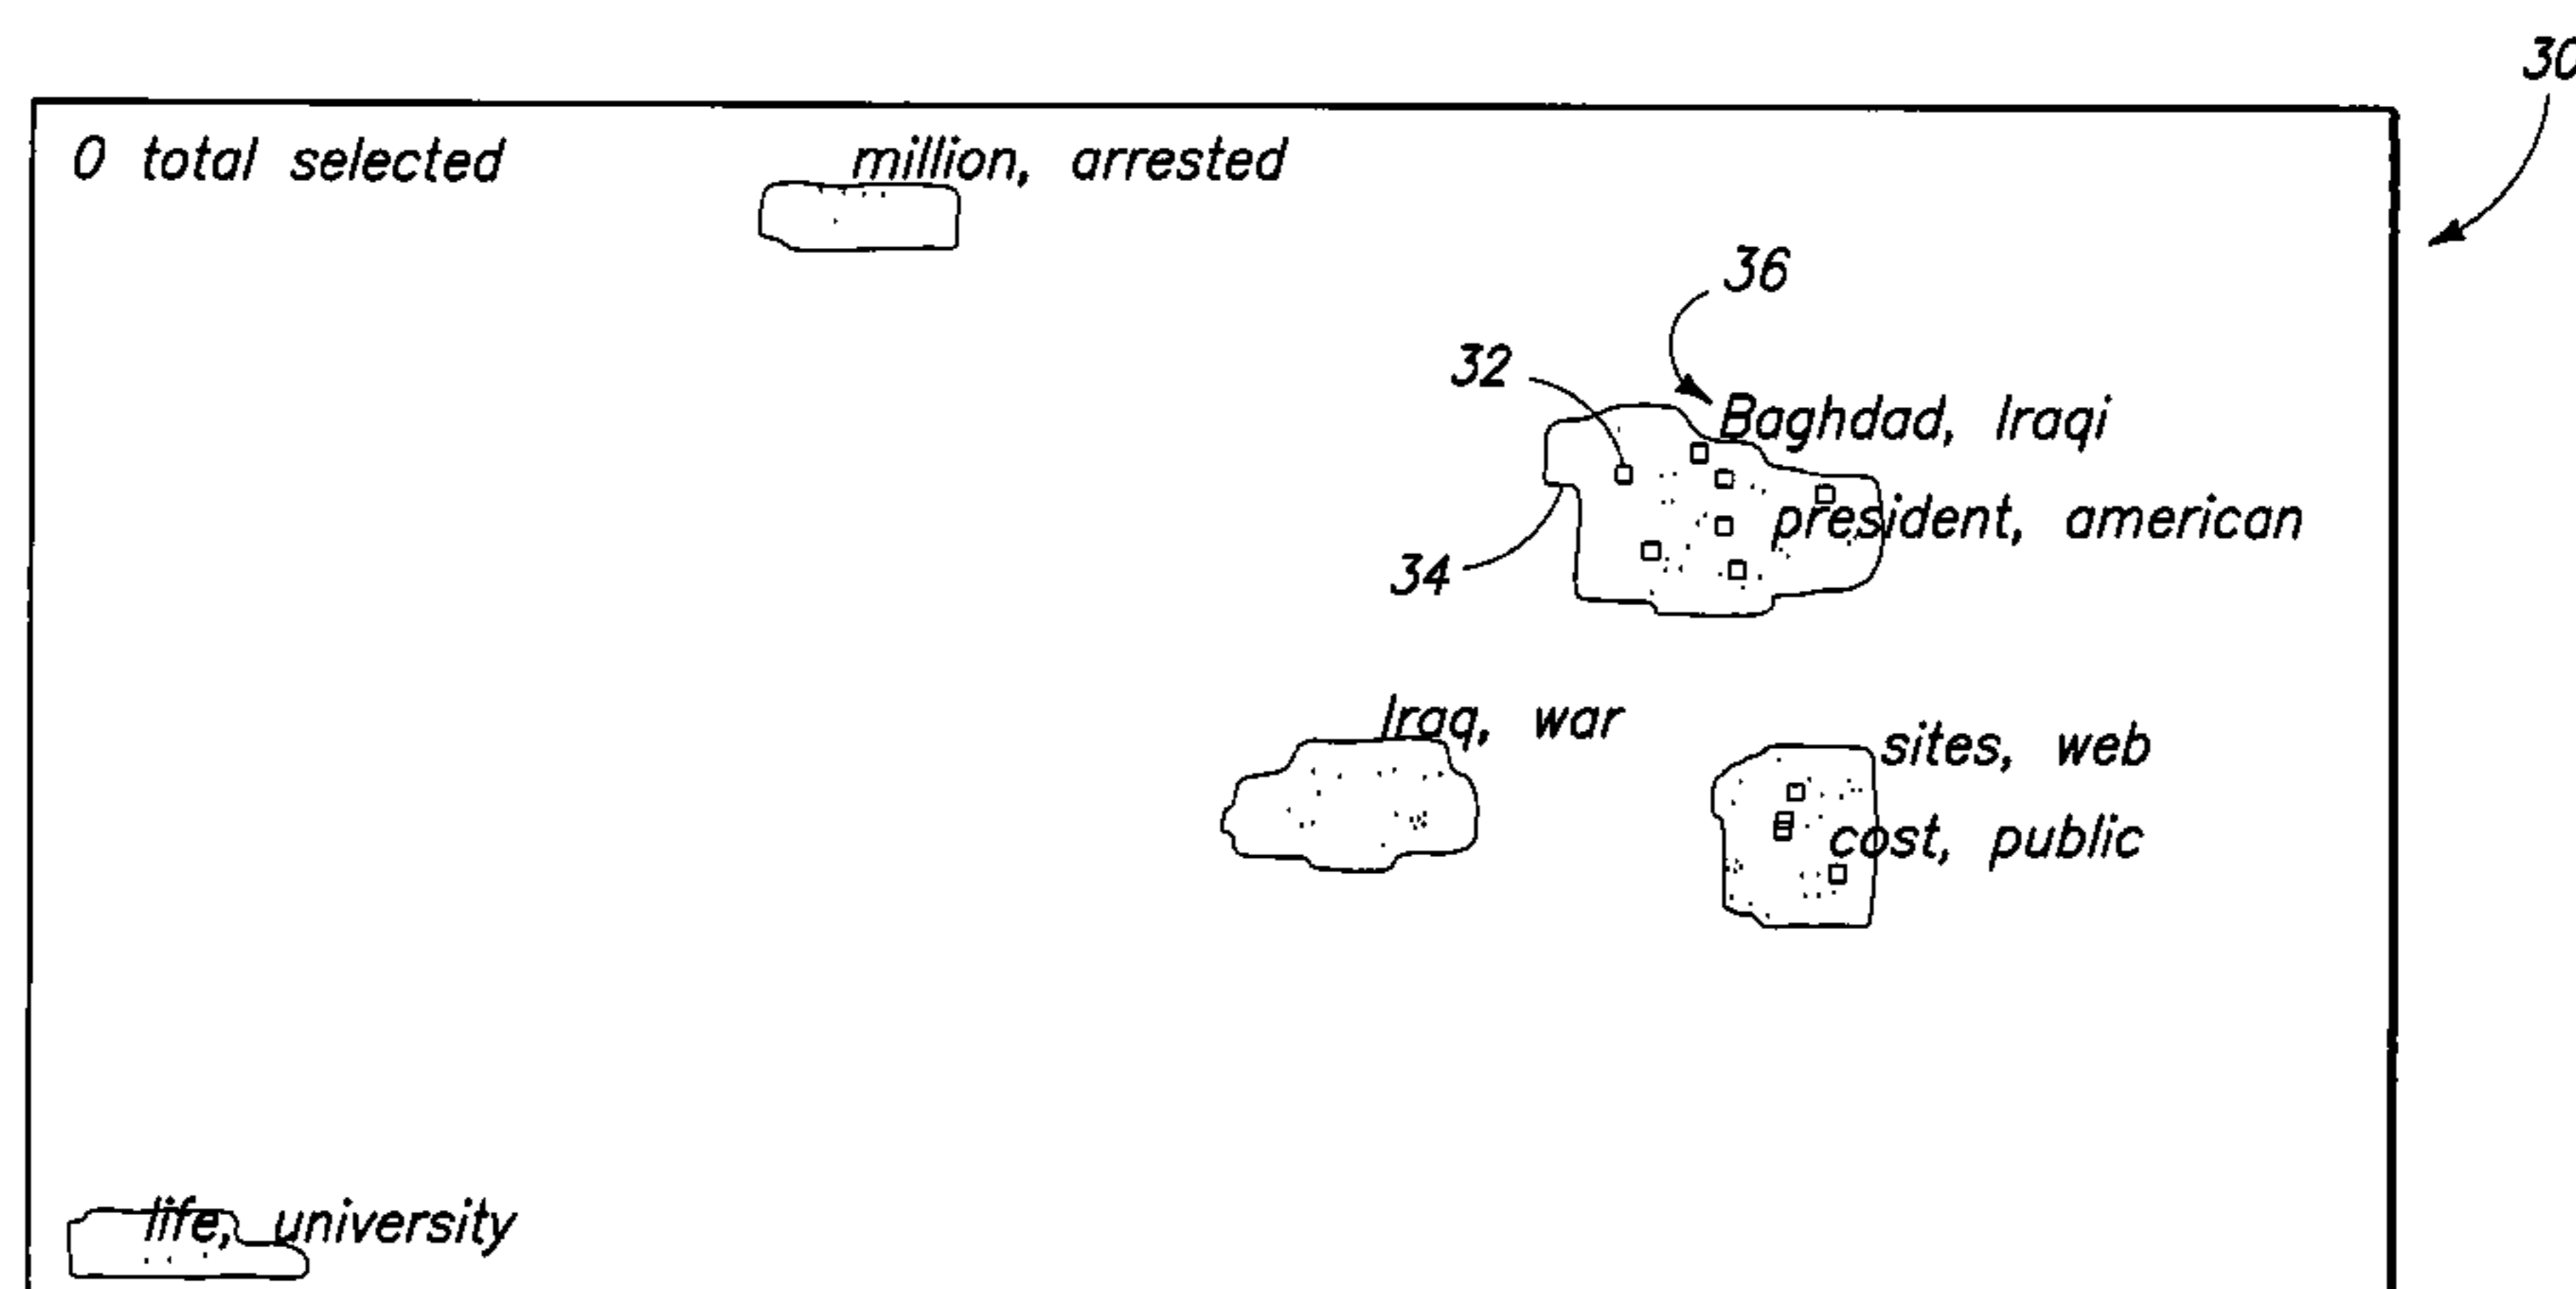 30
0 total selected
million, arrested
36
32
Baghdad, Iraqi
president, american
34
Iraq, war
sites, web
cost, public
life, university